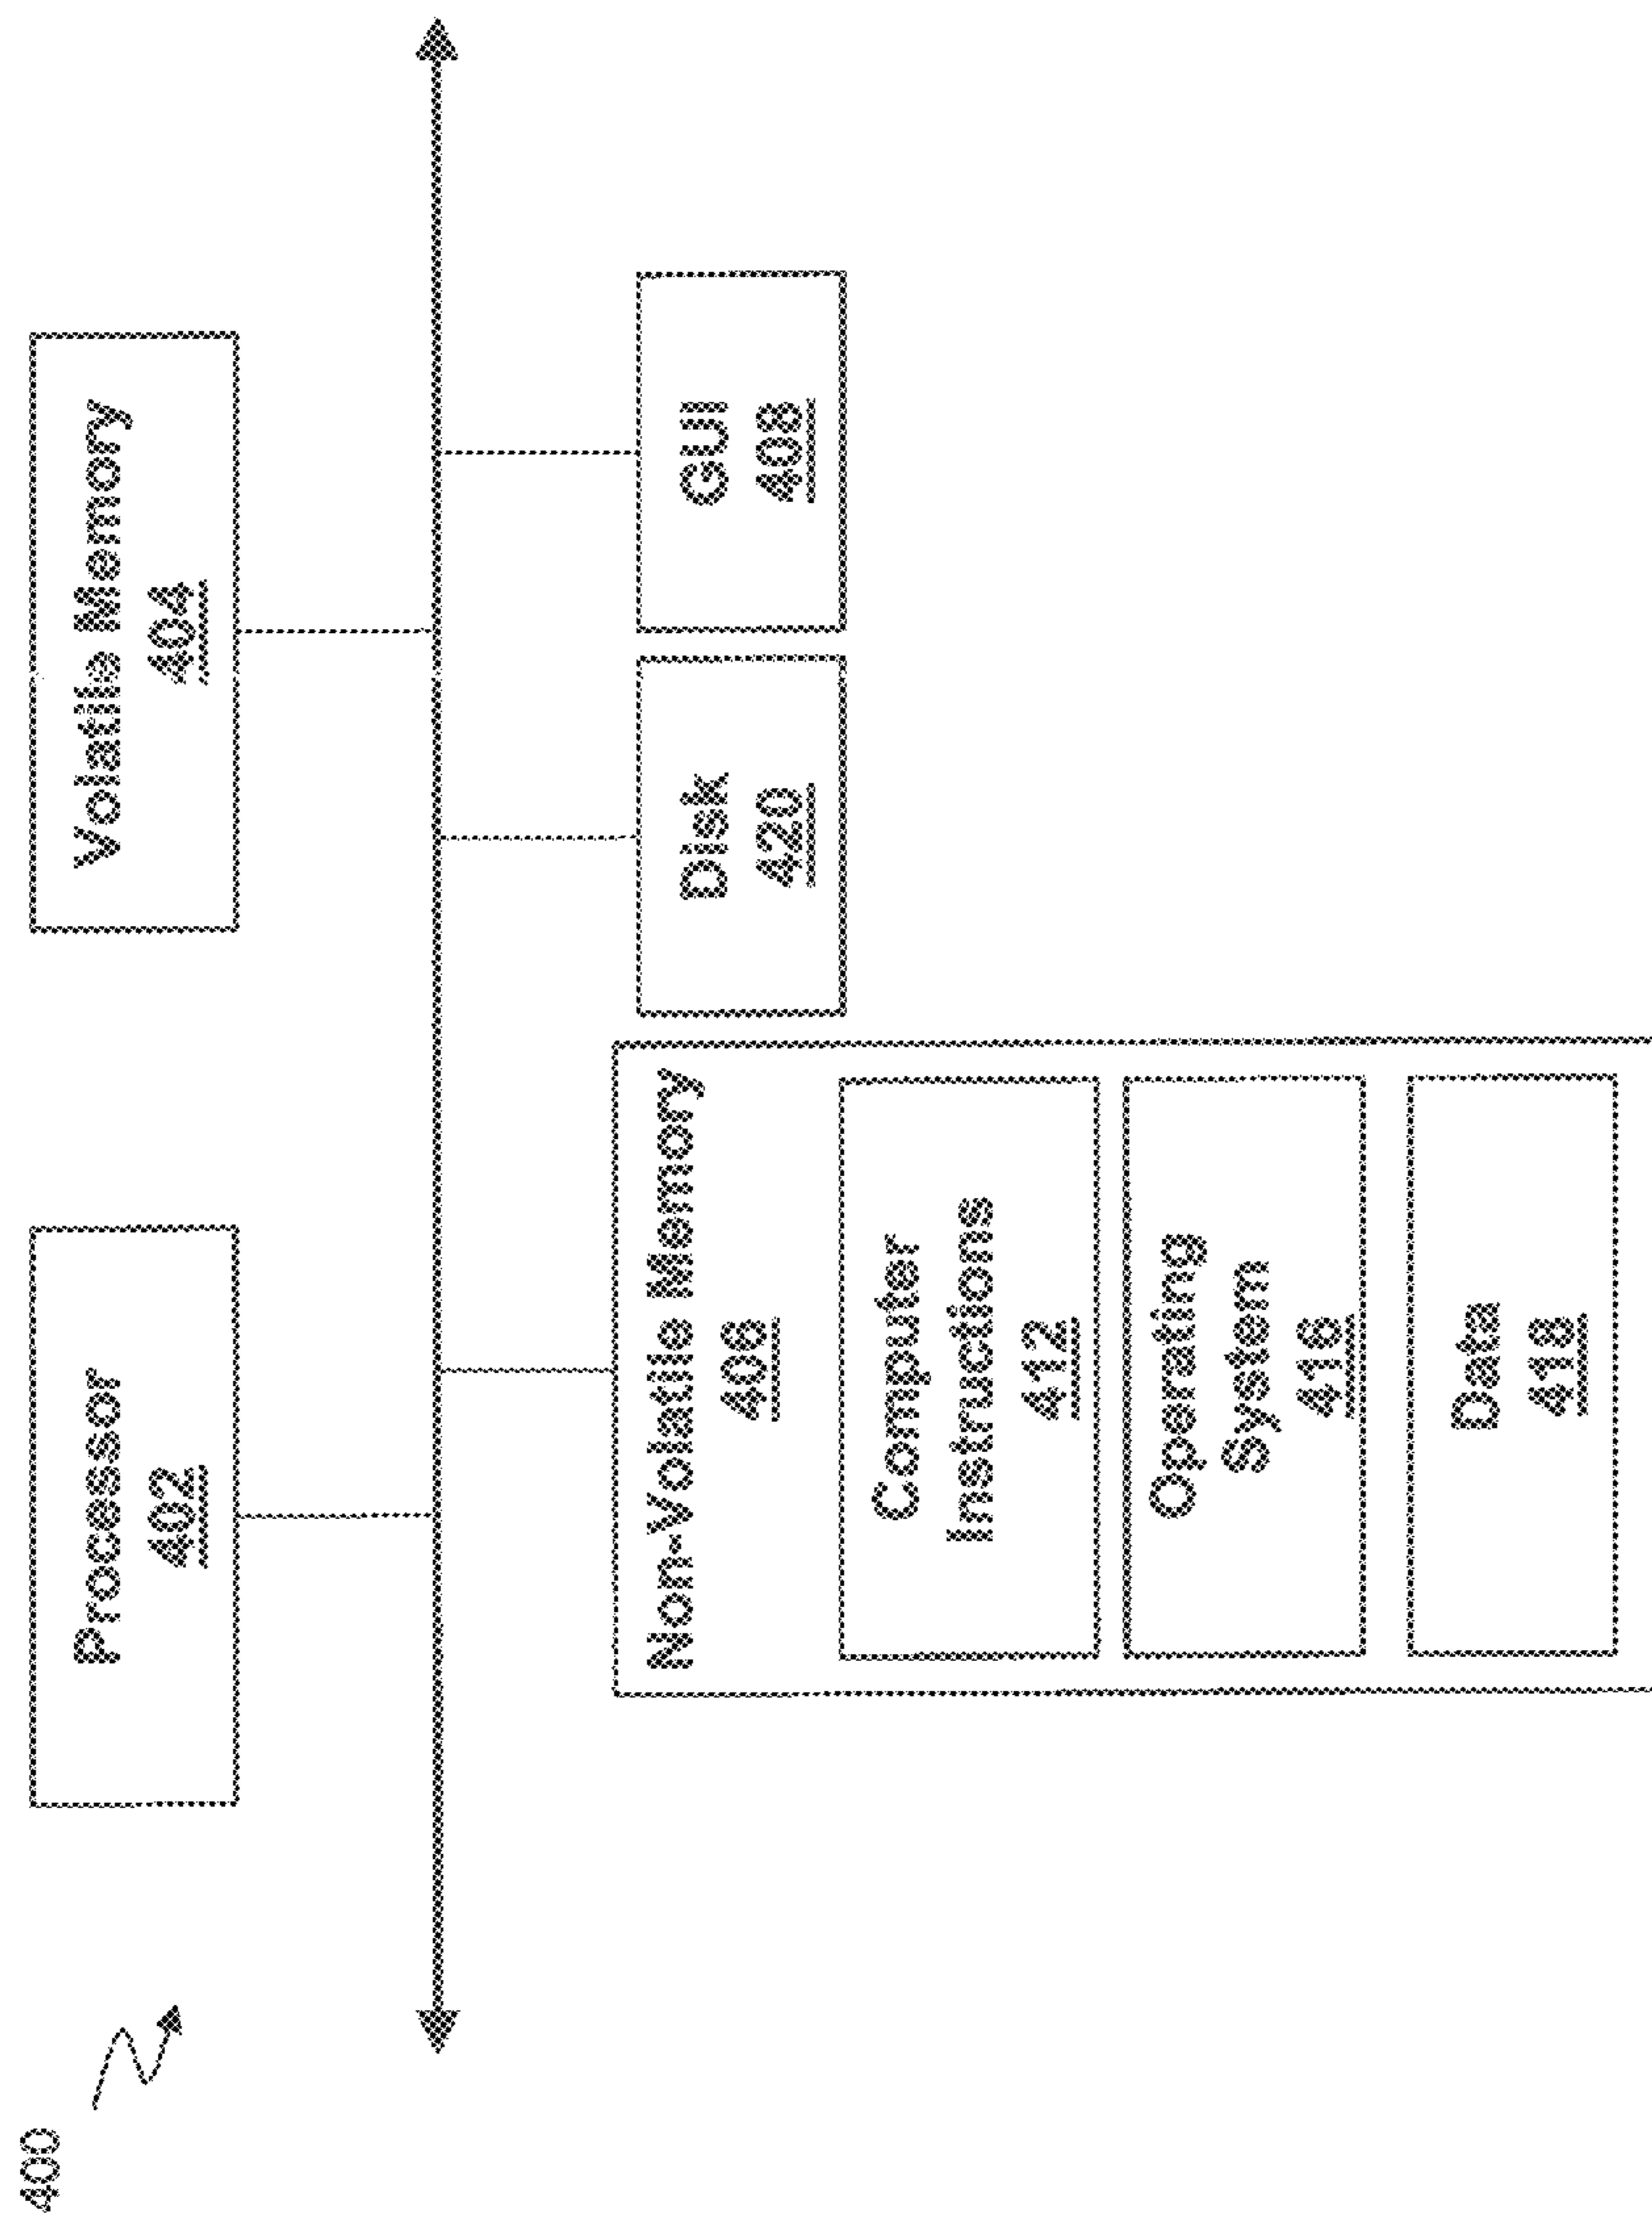 400
Processor
402
Volatile Memory
404
Non-Volatile Memory
406
Computer
Instructions
412
Operating
System
416
Data
418
Disk
420
GUI
408